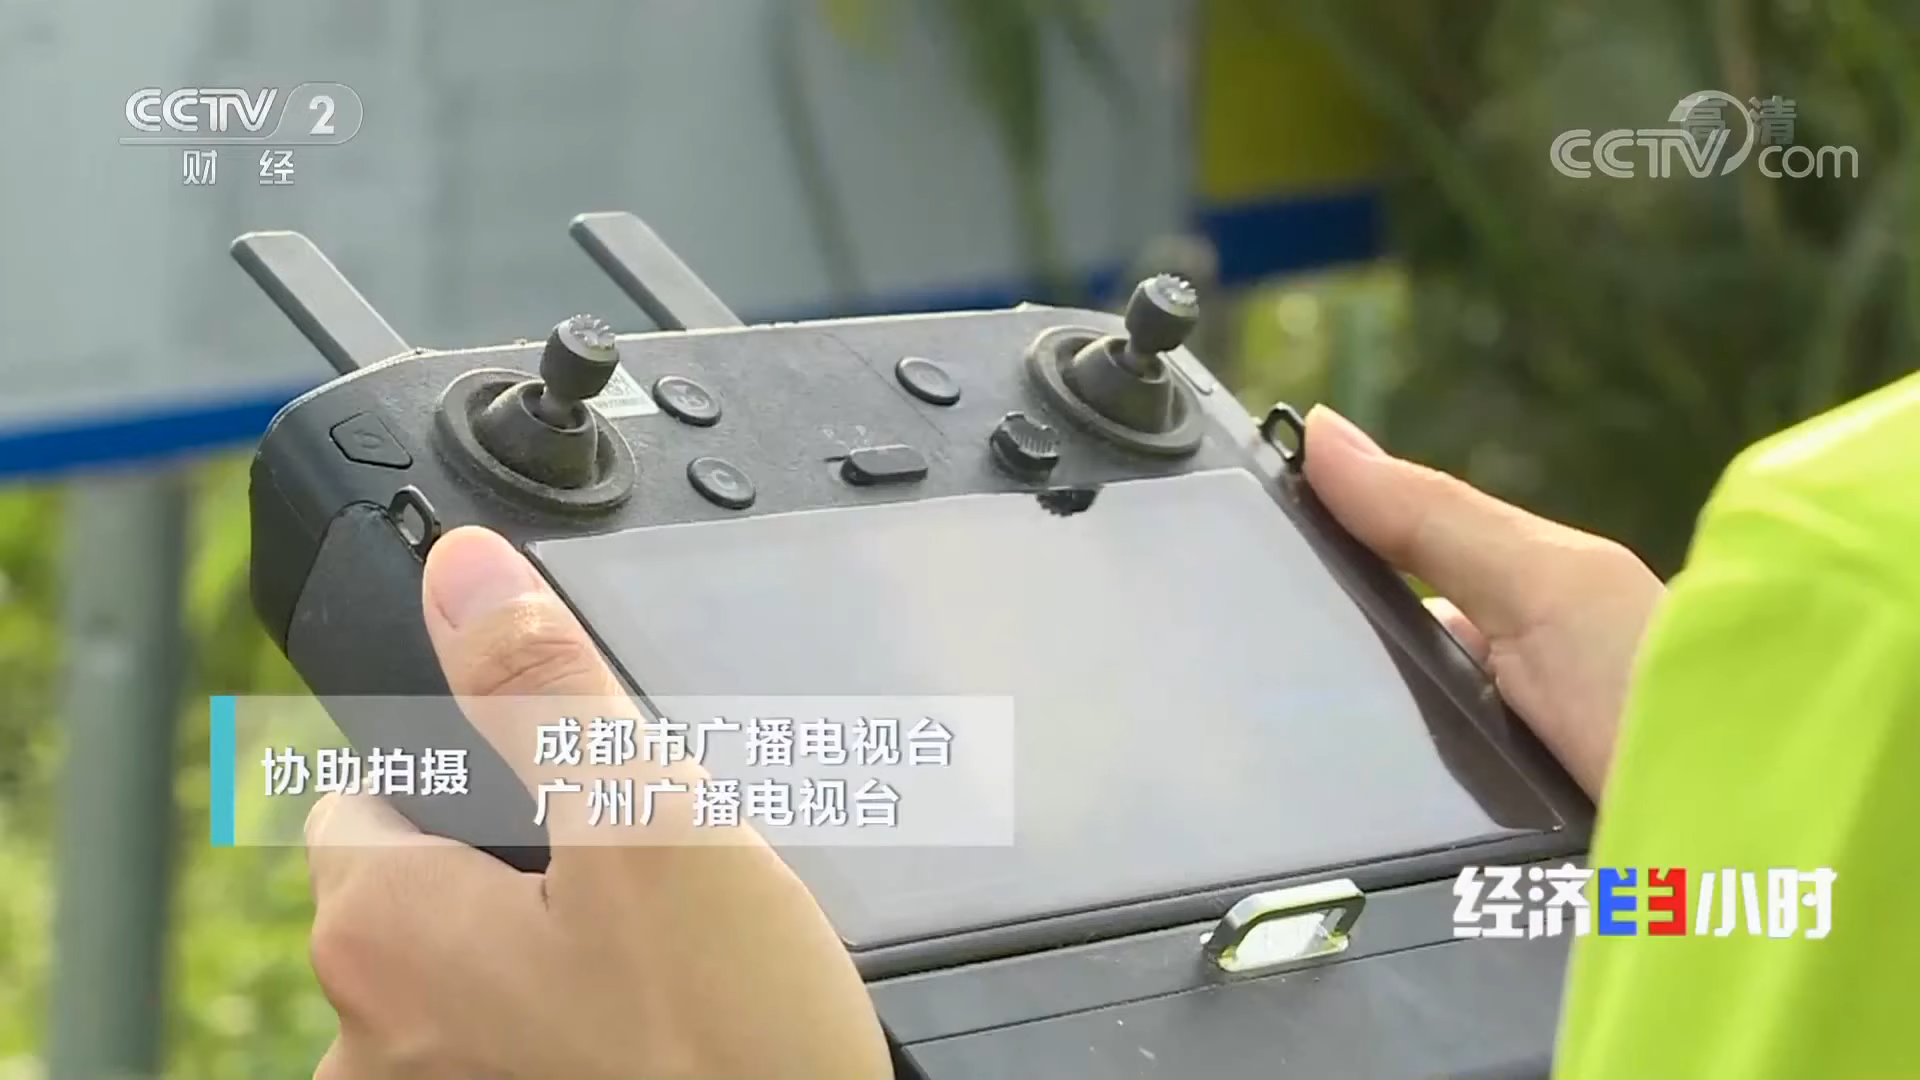 CCTV 2
财 经
高清
CCTV com
协助拍摄
成都市广播电视台
广州广播电视台
经济半小时